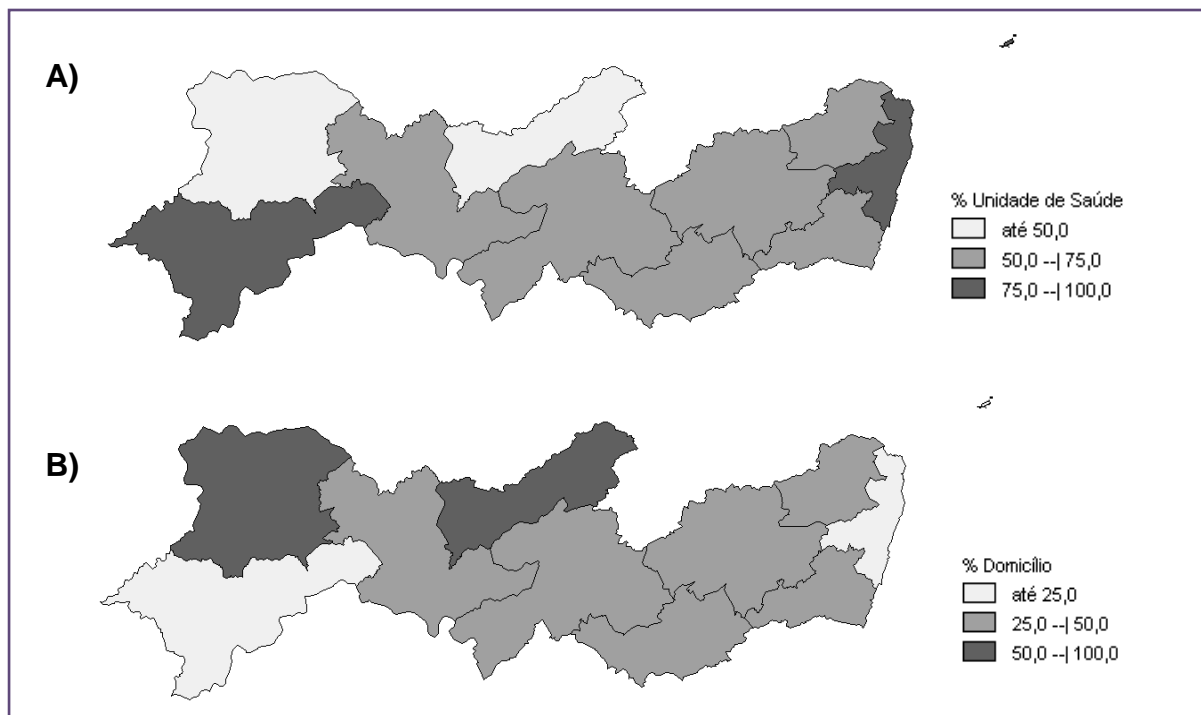 A)
% Unidade de Saúde
até 50,0
50,0 --| 75,0
75,0 --| 100,0
B)
% Domicílio
até 25,0
25,0 --| 50,0
50,0 --| 100,0